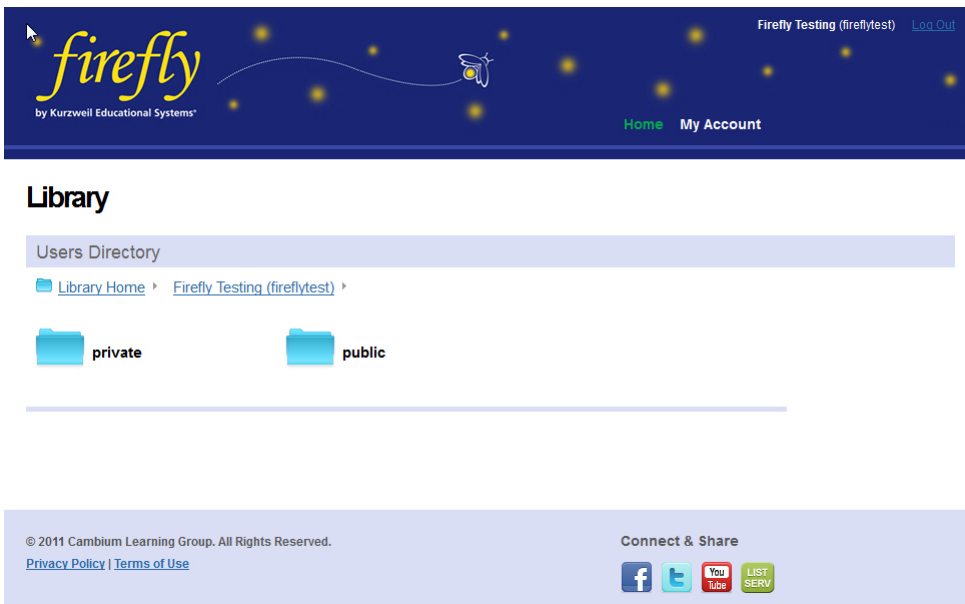 Firefly Testing (fireflytest) Log Out
firefly
by Kurzweil Educational Systems®
Home My Account
Library
Users Directory
Library Home Firefly Testing (fireflytest)
private public
© 2011 Cambium Learning Group. All Rights Reserved.
Privacy Policy | Terms of Use
Connect & Share
f t You Tube LIST SERV